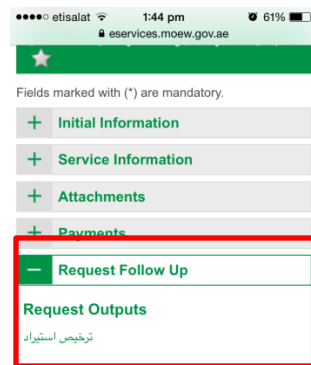 etisalat 1:44 pm 61%
eservices.moew.gov.ae
Fields marked with (*) are mandatory.
+ Initial Information
+ Service Information
+ Attachments
+ Payments
− Request Follow Up
Request Outputs
ترخيص استيراد